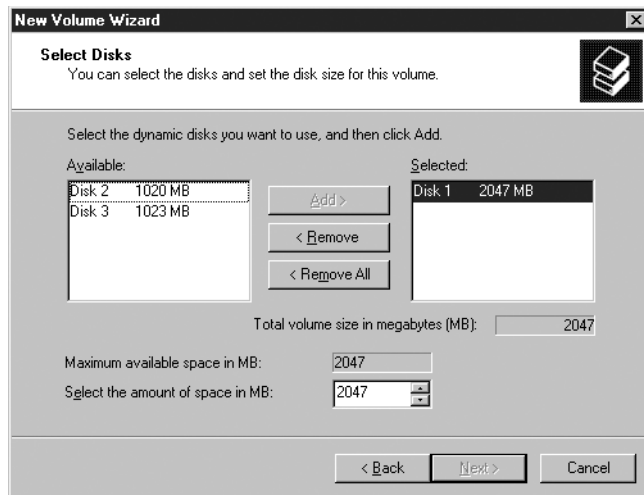 New Volume Wizard
Select Disks
You can select the disks and set the disk size for this volume.
Select the dynamic disks you want to use, and then click Add.
Available:
Disk 2 1020 MB
Disk 3 1023 MB
Add >
< Remove
< Remove All
Selected:
Disk 1 2047 MB
Total volume size in megabytes (MB): 2047
Maximum available space in MB: 2047
Select the amount of space in MB: 2047
< Back
Next >
Cancel